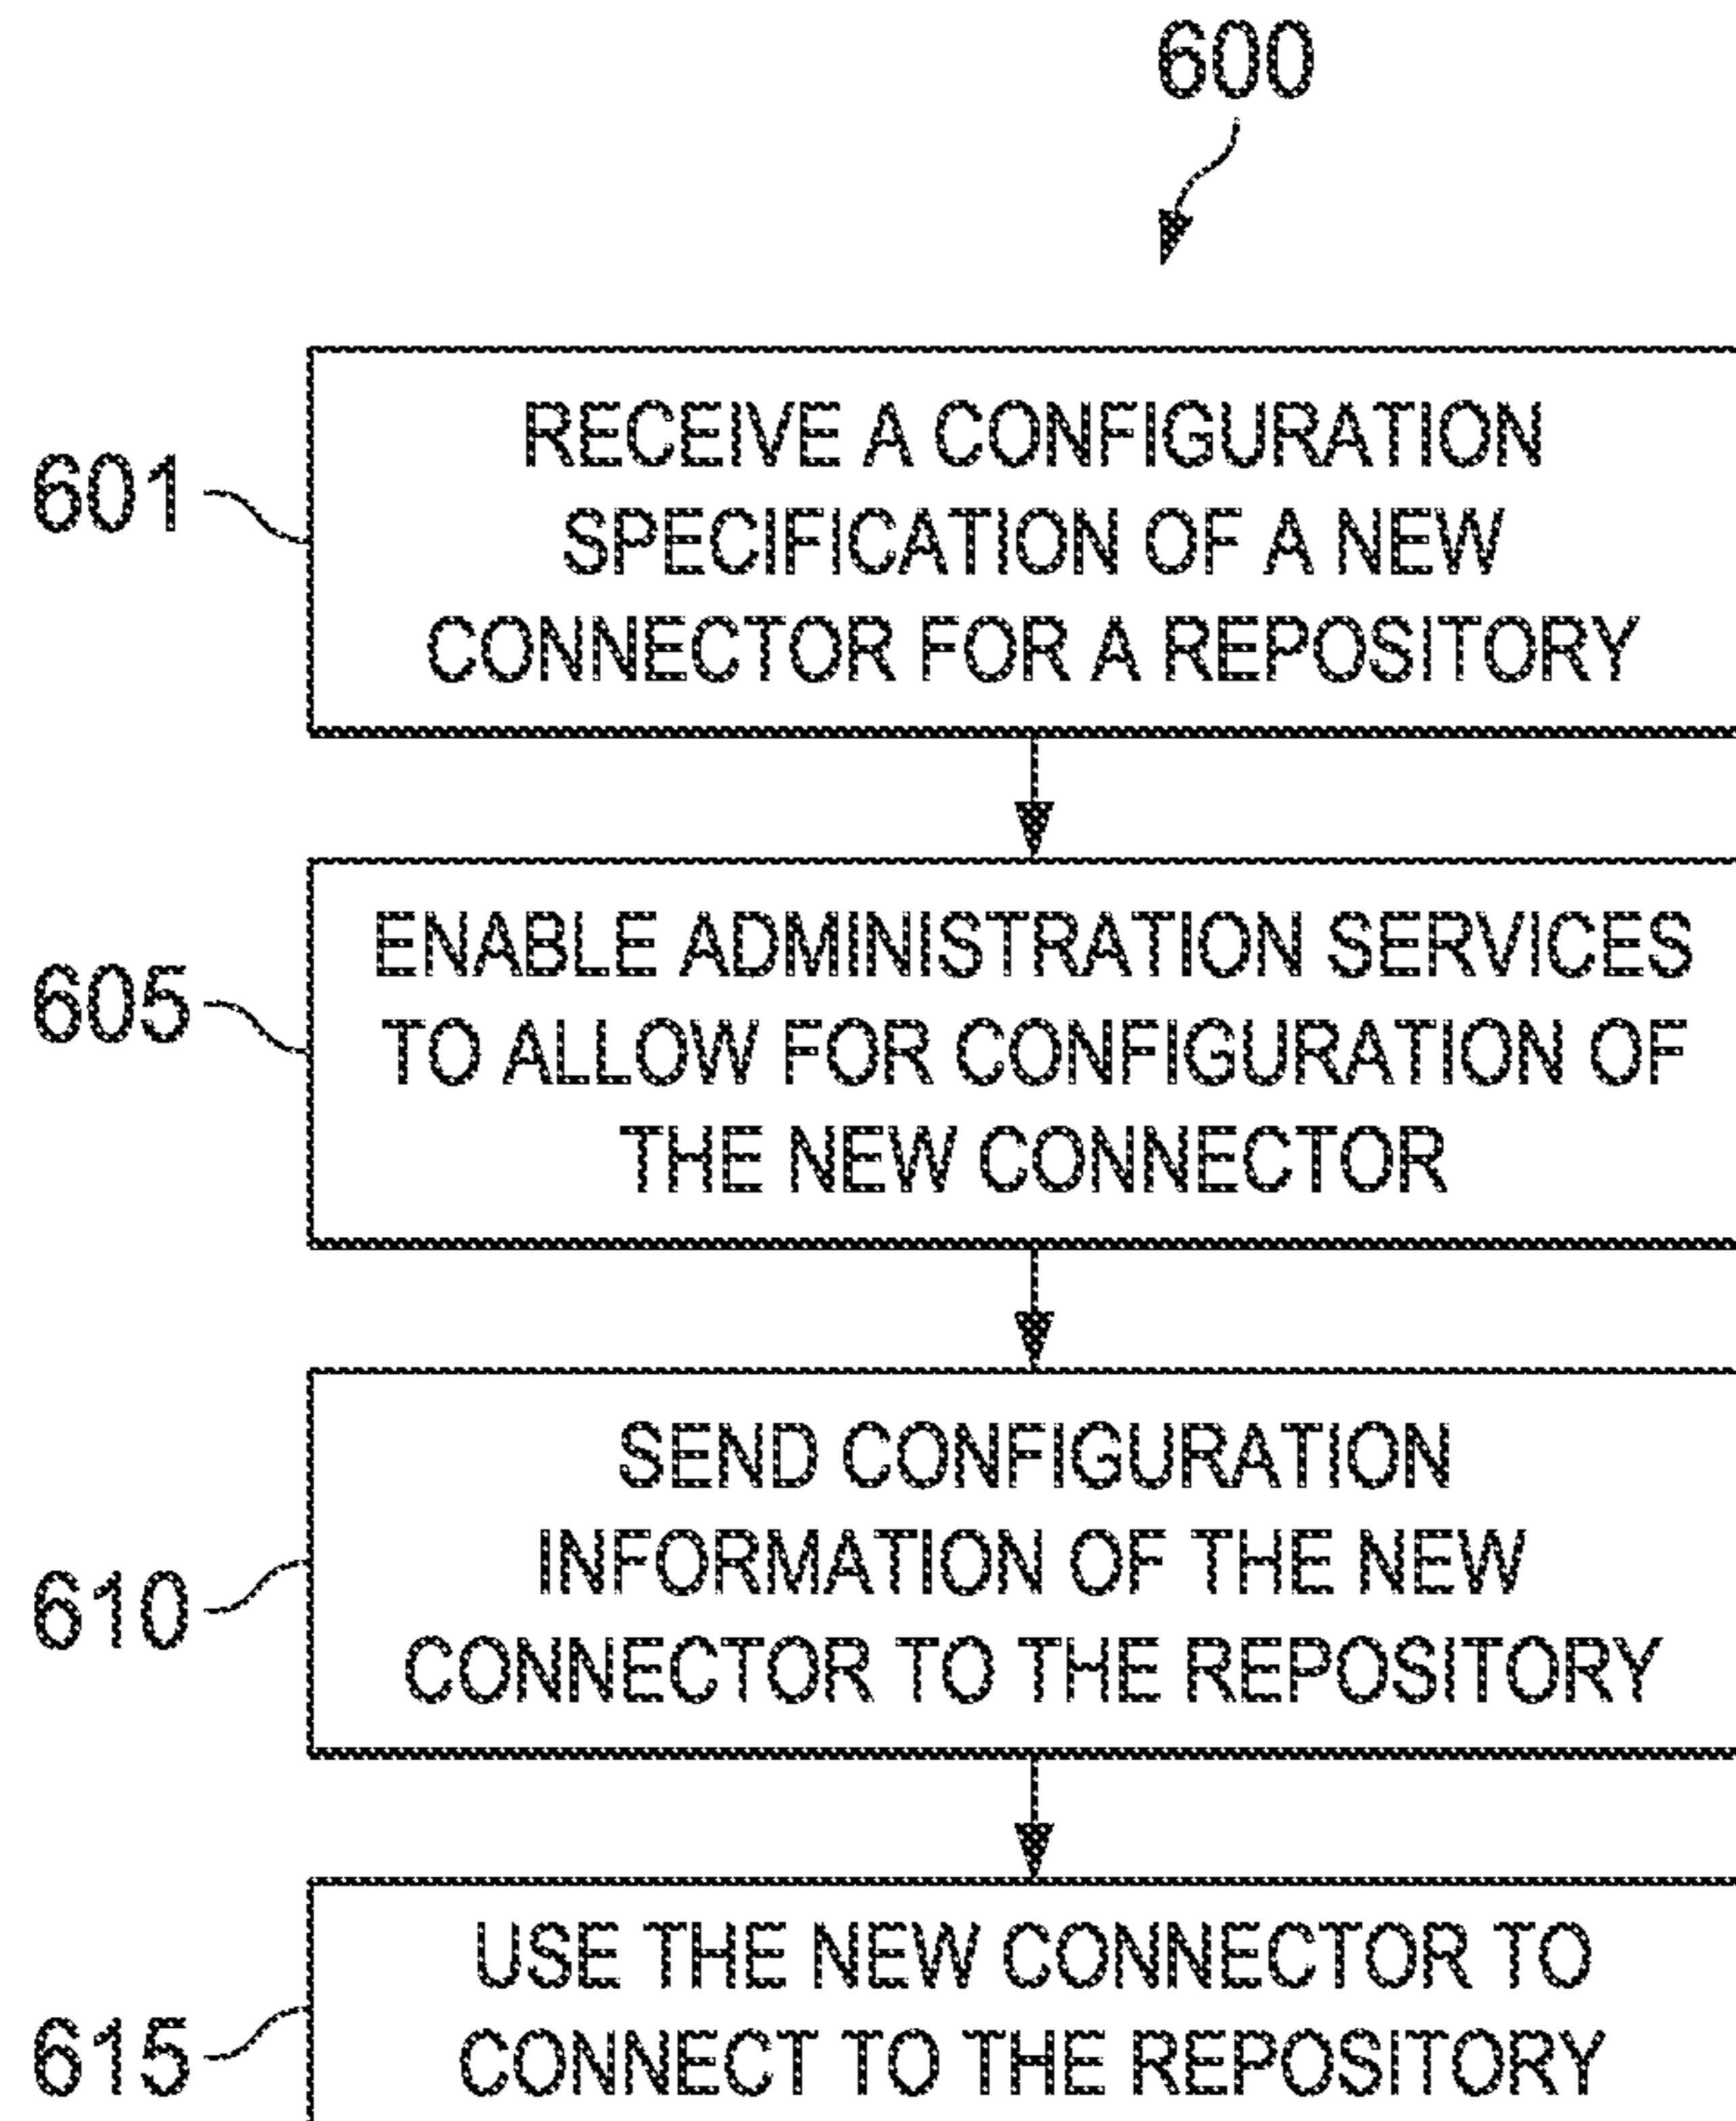 600
601
RECEIVE A CONFIGURATION
SPECIFICATION OF A NEW
CONNECTOR FOR A REPOSITORY
605
ENABLE ADMINISTRATION SERVICES
TO ALLOW FOR CONFIGURATION OF
THE NEW CONNECTOR
610
SEND CONFIGURATION
INFORMATION OF THE NEW
CONNECTOR TO THE REPOSITORY
615
USE THE NEW CONNECTOR TO
CONNECT TO THE REPOSITORY